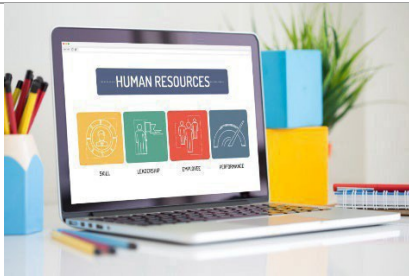 HUMAN RESOURCES
SKILL
LEADERSHIP
EMPLOYEE
PERFORMANCE